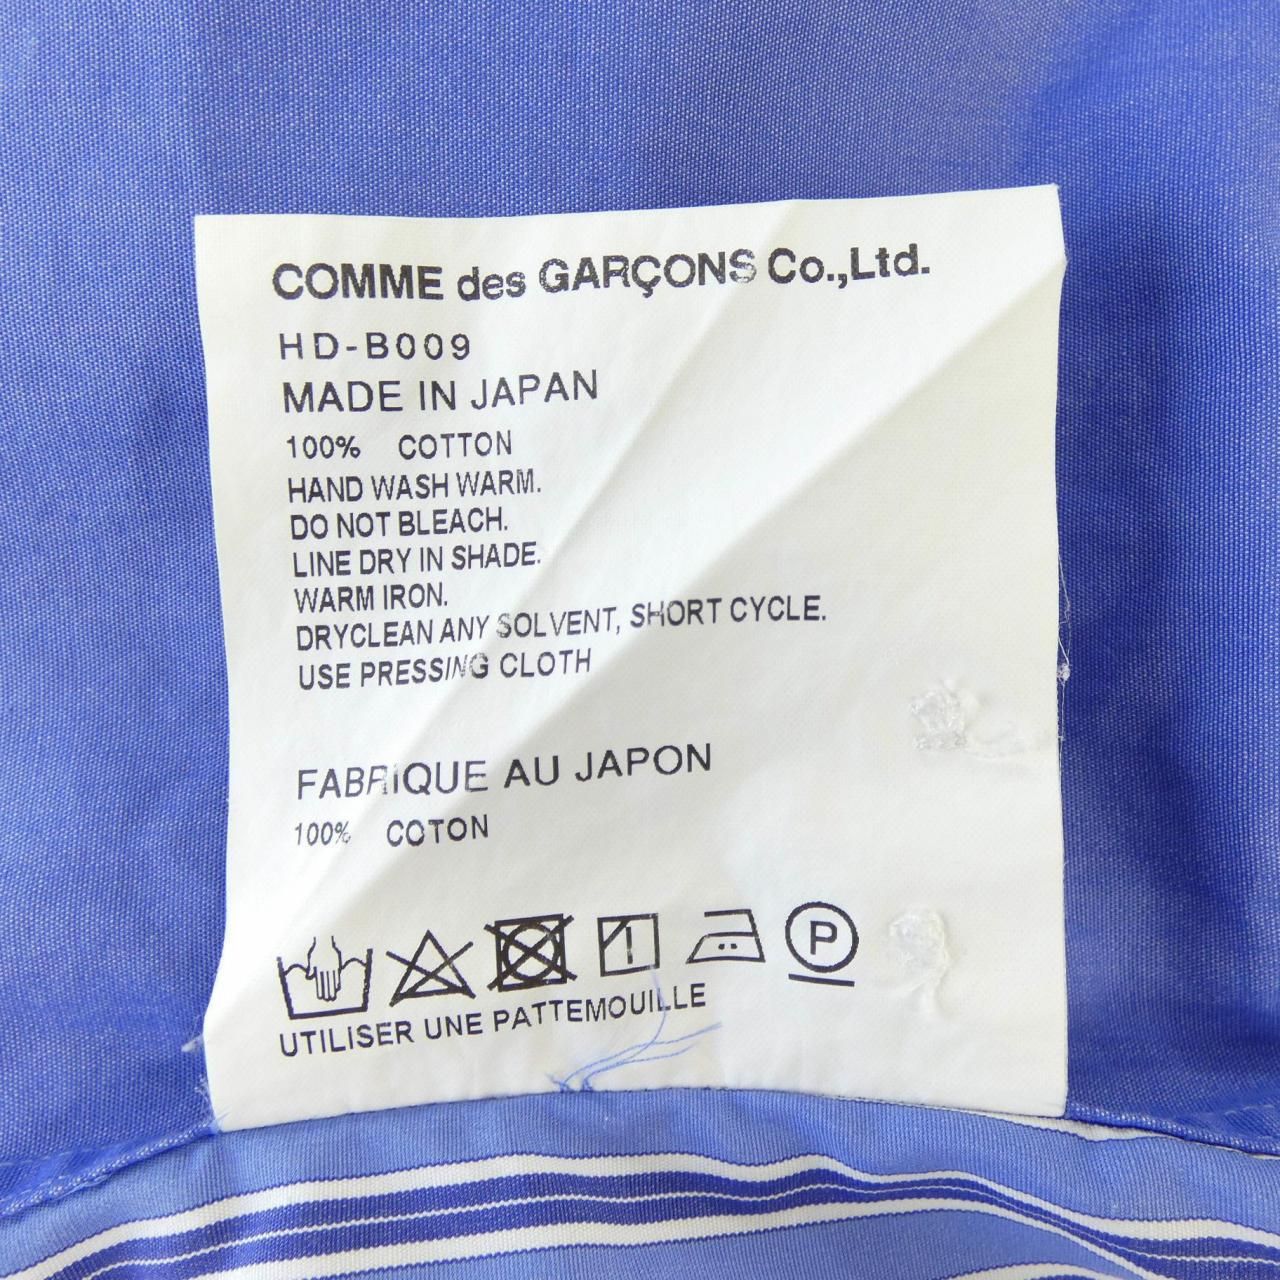 COMME des GARÇONS Co.,Ltd.
HD-B009
MADE IN JAPAN
100% COTTON
HAND WASH WARM.
DO NOT BLEACH.
LINE DRY IN SHADE.
WARM IRON.
DRYCLEAN ANY SOLVENT, SHORT CYCLE.
USE PRESSING CLOTH
FABRIQUE AU JAPON
100% COTON
P
UTILISER UNE PATTEMOUILLE